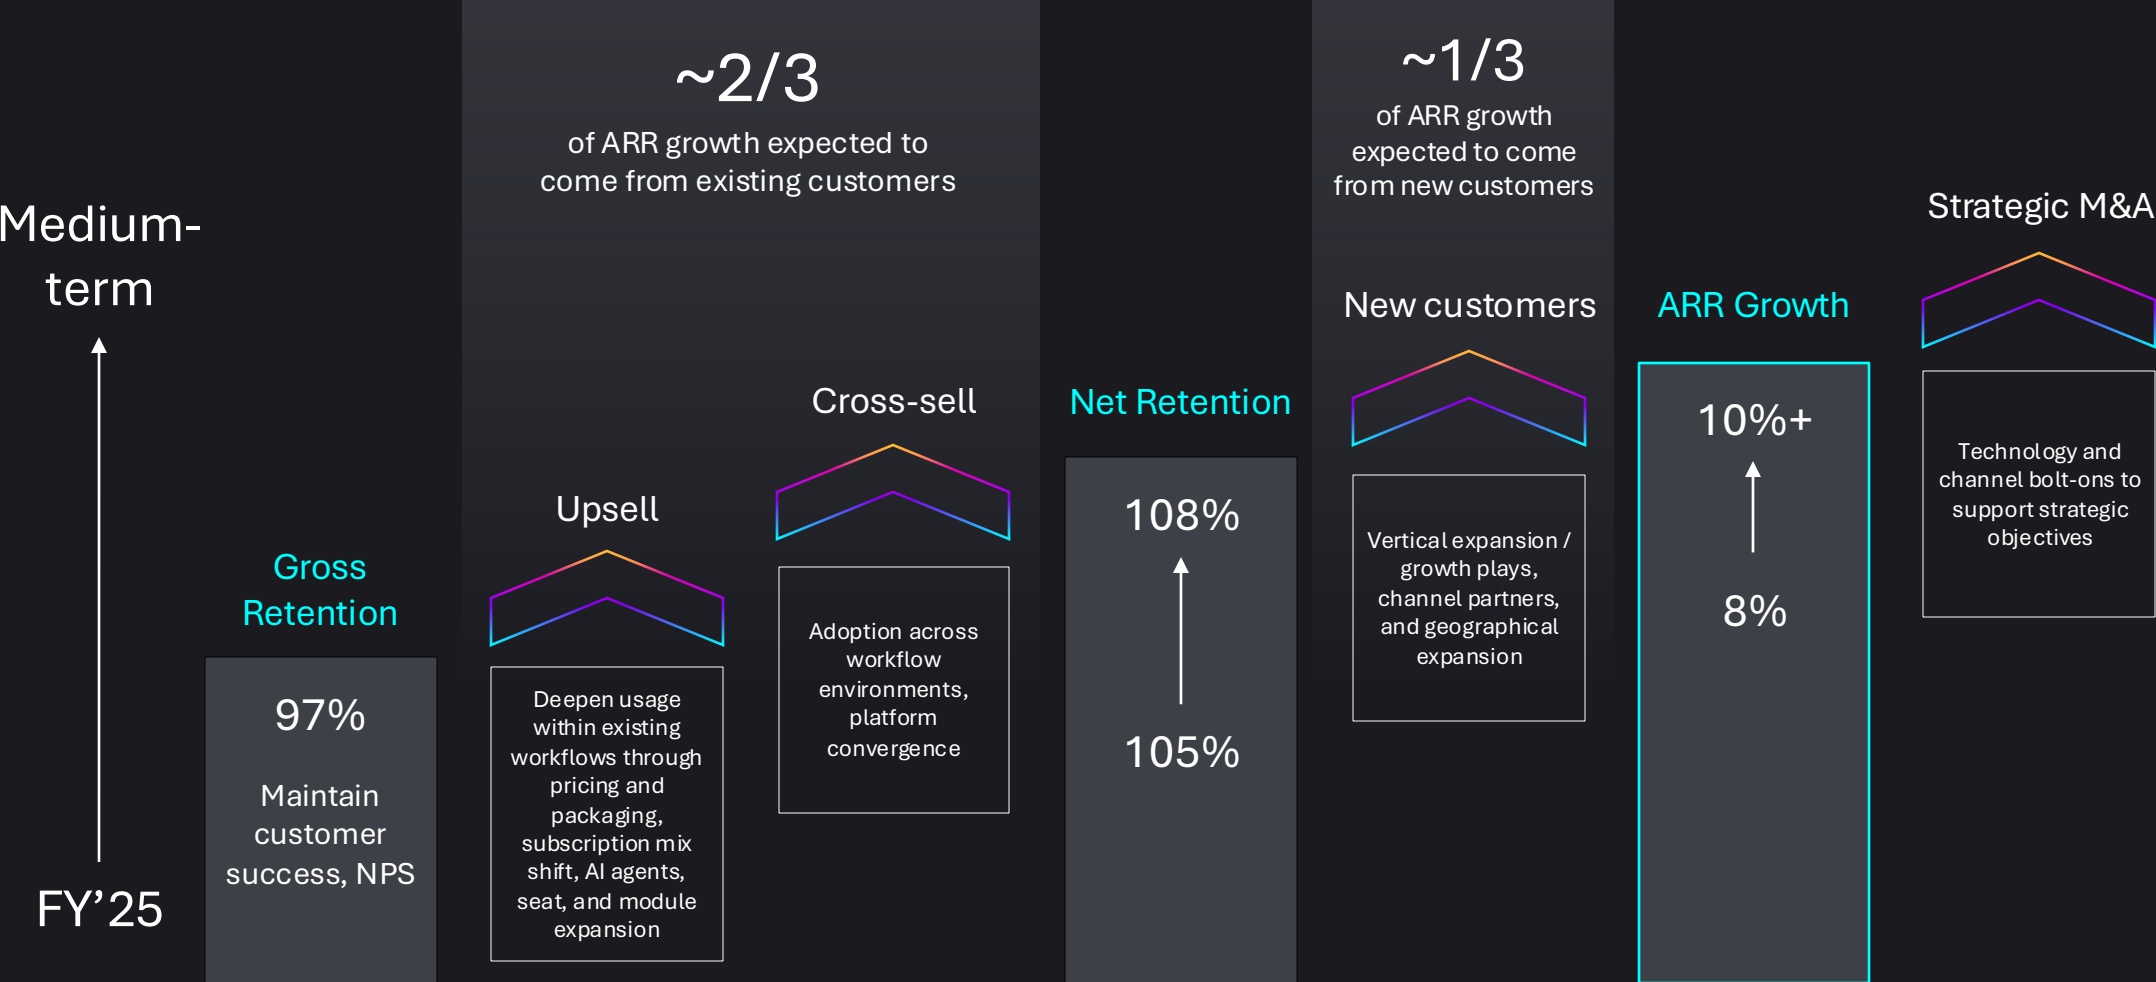 Medium-
term
FY’25
Gross
Retention
97%
Maintain
customer
success, NPS
~2/3
of ARR growth expected to
come from existing customers
Upsell
Deepen usage
within existing
workflows through
pricing and
packaging,
subscription mix
shift, AI agents,
seat, and module
expansion
Cross-sell
Adoption across
workflow
environments,
platform
convergence
Net Retention
108%
105%
~1/3
of ARR growth
expected to come
from new customers
New customers
Vertical expansion /
growth plays,
channel partners,
and geographical
expansion
ARR Growth
10%+
8%
Strategic M&A
Technology and
channel bolt-ons to
support strategic
objectives